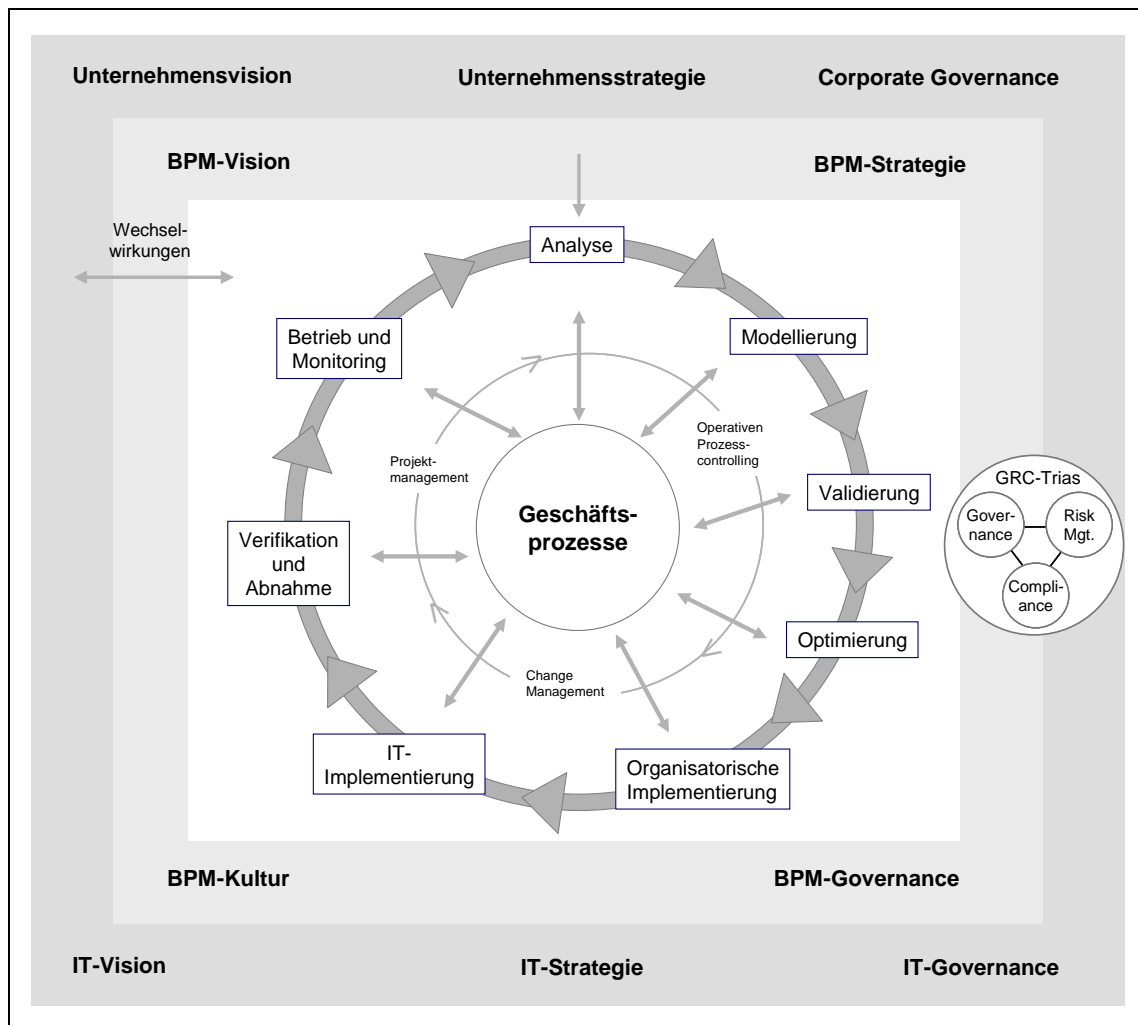 Unternehmensvision
Unternehmensstrategie
Corporate Governance
BPM-Vision
BPM-Strategie
Wechsel-
wirkungen
Analyse
Betrieb und
Monitoring
Modellierung
Operativen
Prozess-
controlling
Projekt-
management
Geschäfts-
prozesse
Validierung
GRC-Trias
Gover-
nance
Risk
Mgt.
Compli-
ance
Verifikation
und
Abnahme
Optimierung
Change
Management
IT-
Implementierung
Organisatorische
Implementierung
BPM-Kultur
BPM-Governance
IT-Vision
IT-Strategie
IT-Governance